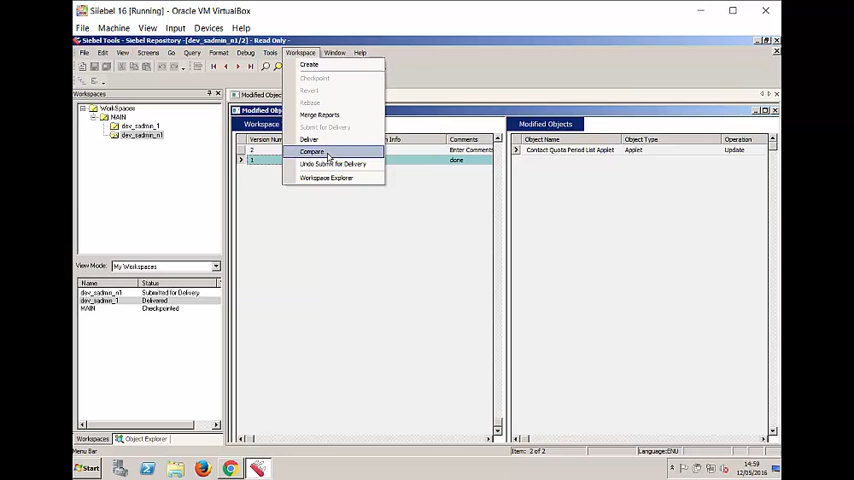 Siiebel 16 [Running] - Oracle VM VirtualBox
File Machine View Input Devices Help
Siebel Tools - Siebel Repository -[dev_sadmin_n1/2] - Read Only -
File Edit View Screens Go Query Format Debug Tools Workspace Window Help
Create
Checkpoint
Revert
Rebase
Merge Reports
Submit for Delivery
Deliver
Compare
Undo Submit for Delivery
Workspace Explorer
Workspaces
WorkSpaces
MAIN
dev_sadmin_1
dev_sadmin_n1
View Mode: My Workspaces
Name Status
dev_sadmin_n1 Submitted for Delivery
dev_sadmin_1 Delivered
MAIN Checkpointed
Workspaces Object Explorer
Modified Objec
Modified Objec
Workspace
Version Num Info Comments
2 Enter Comments
1 done
Modified Objects
Object Name Object Type Operation
Contact Quota Period List Applet Applet Update
Menu Bar
Item: 2 of 2
Language:ENU
Start
14:59
12/05/2016